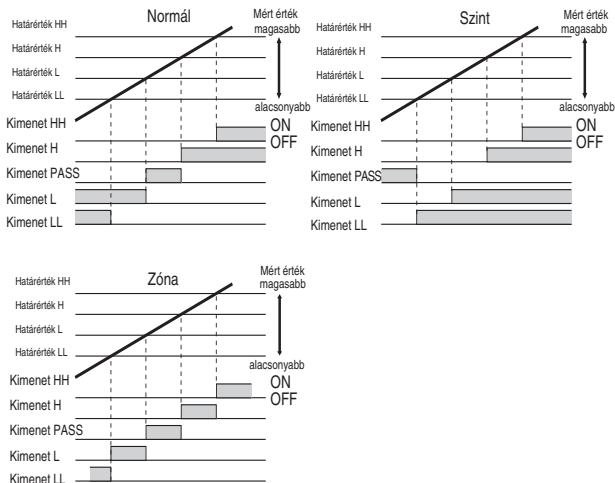 Normál
Mért érték
magasabb
Határérték HH
Határérték H
Határérték L
Határérték LL
alacsonyabb
Kimenet HH
ON
OFF
Kimenet H
Kimenet PASS
Kimenet L
Kimenet LL
Szint
Mért érték
magasabb
Határérték HH
Határérték H
Határérték L
Határérték LL
alacsonyabb
Kimenet HH
ON
OFF
Kimenet H
Kimenet PASS
Kimenet L
Kimenet LL
Zóna
Mért érték
magasabb
Határérték HH
Határérték H
Határérték L
Határérték LL
alacsonyabb
Kimenet HH
ON
OFF
Kimenet H
Kimenet PASS
Kimenet L
Kimenet LL